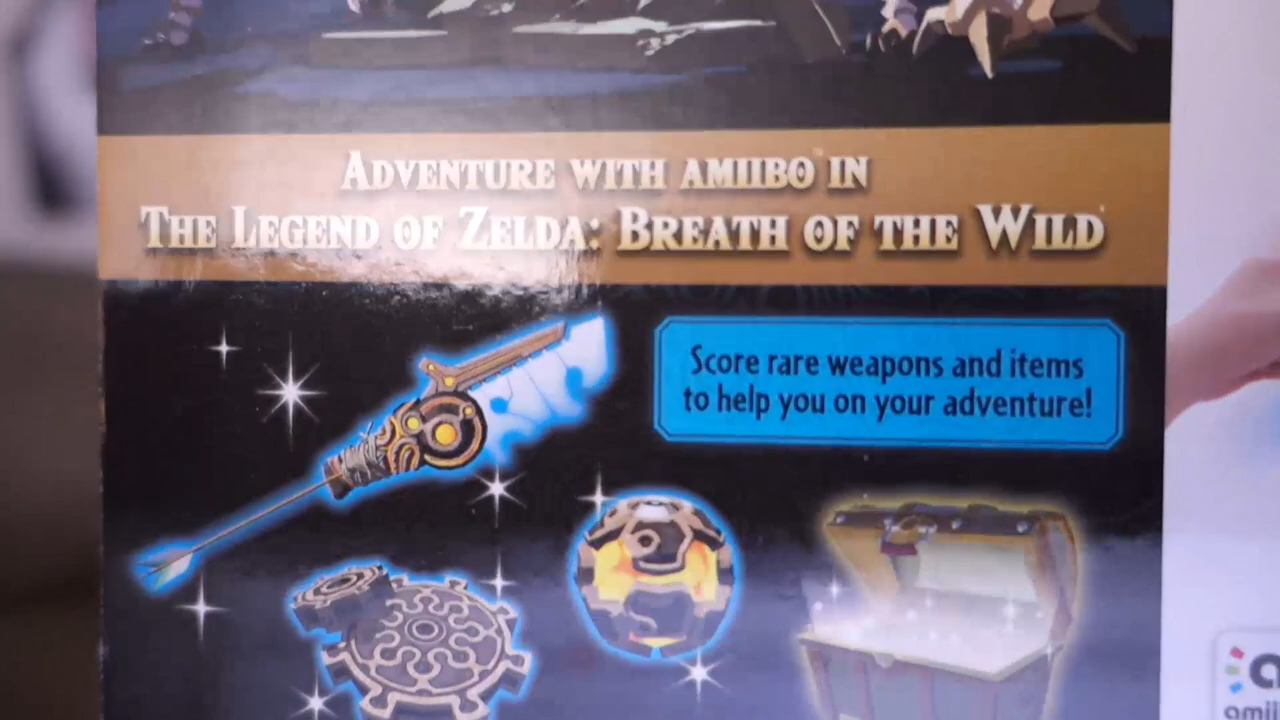 ADVENTURE WITH AMIIBO IN
THE LEGEND OF ZELDA: BREATH OF THE WILD
Score rare weapons and items
to help you on your adventure!